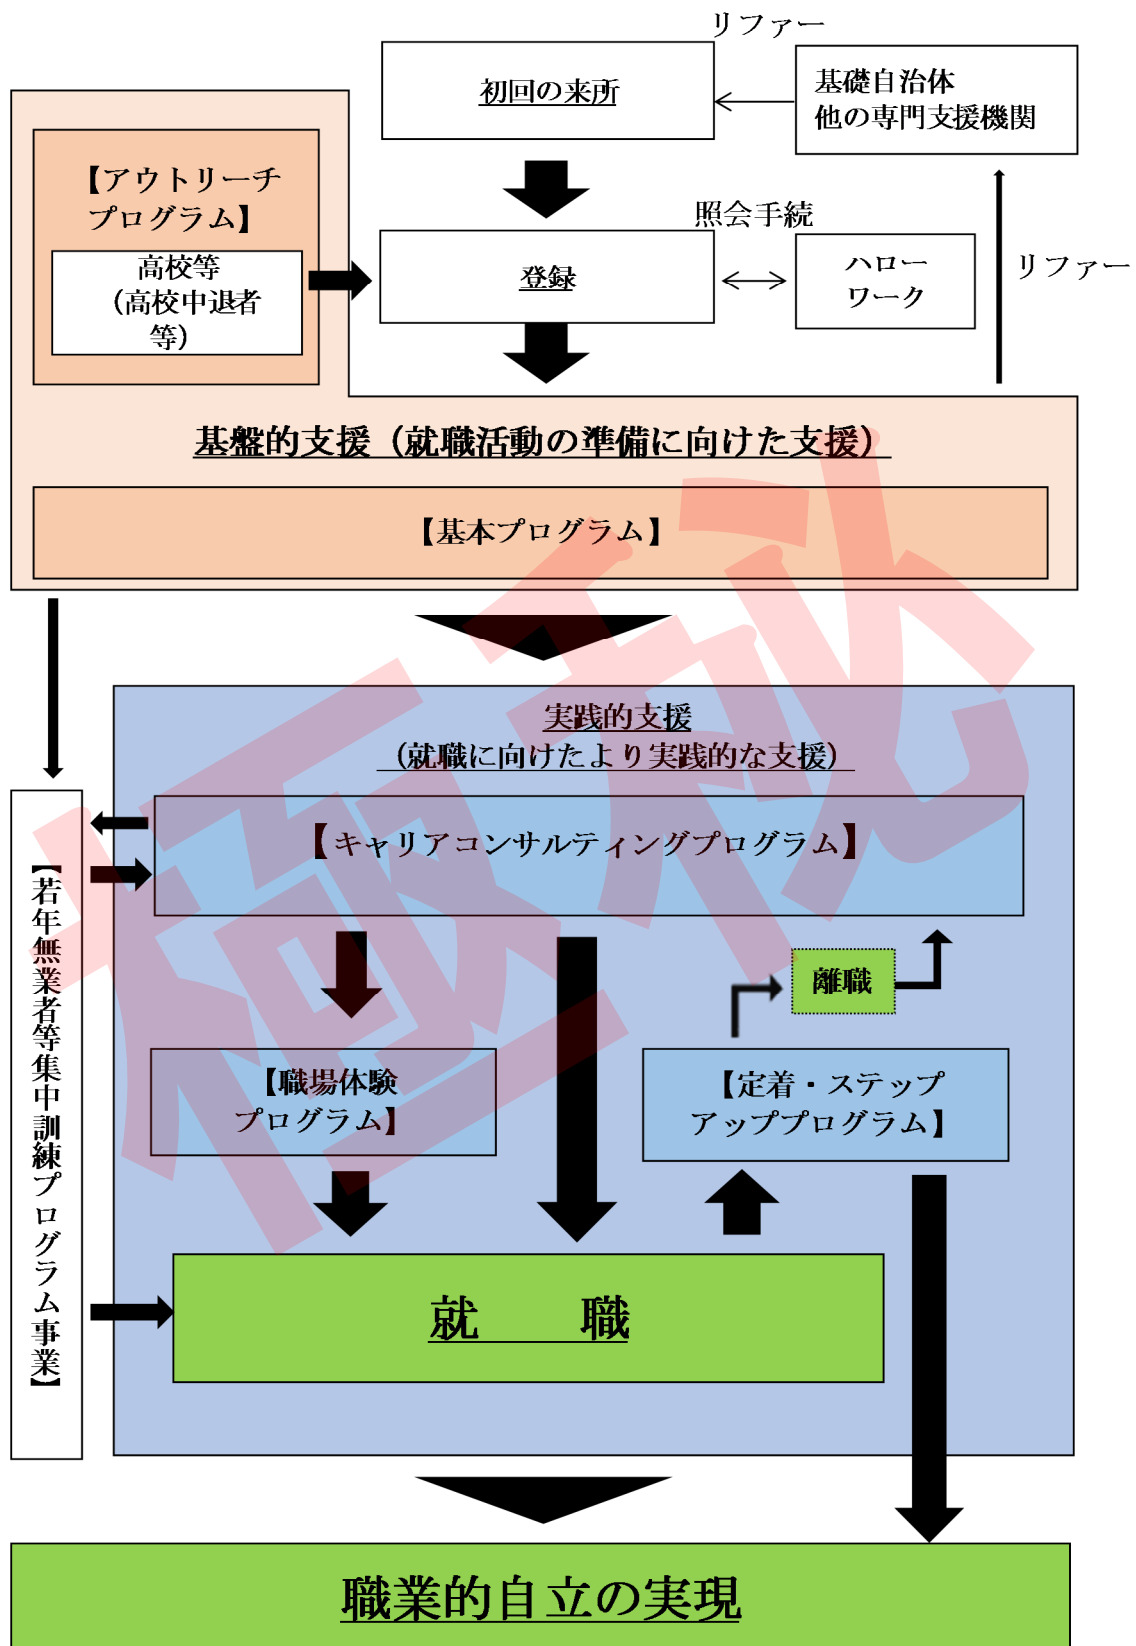 リファー
初回の来所
基礎自治体
他の専門支援機関
【アウトリーチ
プログラム】
高校等
（高校中退者
等）
照会手続
登録
ハロー
ワーク
リファー
基盤的支援（就職活動の準備に向けた支援）
【基本プログラム】
実践的支援
（就職に向けたより実践的な支援）
【キャリアコンサルティングプログラム】
【若年無業者等集中訓練プログラム事業】
離職
【職場体験
プログラム】
【定着・ステップ
アッププログラム】
就　　職
職業的自立の実現
極秘